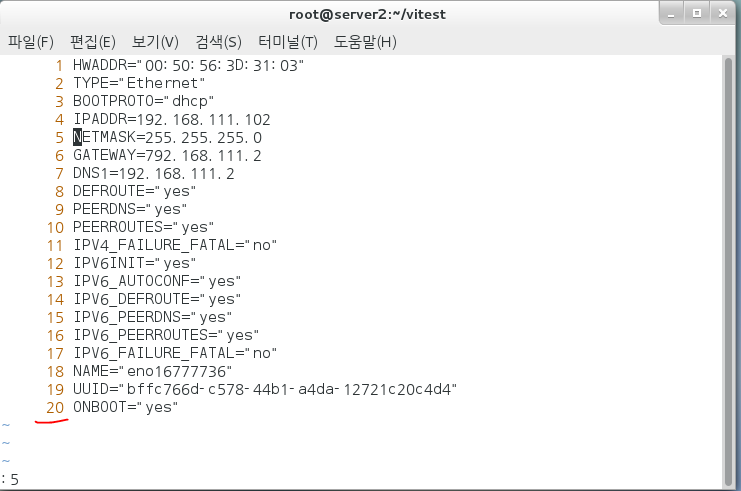 root@server2:~/vitest
파일(F) 편집(E) 보기(V) 검색(S) 터미널(T) 도움말(H)
1 HWADDR="00:50:56:3D:31:03"
2 TYPE="Ethernet"
3 BOOTPROTO="dhcp"
4 IPADDR=192.168.111.102
5 NETMASK=255.255.255.0
6 GATEWAY=792.168.111.2
7 DNS1=192.168.111.2
8 DEFROUTE="yes"
9 PEERDNS="yes"
10 PEERROUTES="yes"
11 IPV4_FAILURE_FATAL="no"
12 IPV6INIT="yes"
13 IPV6_AUTOCONF="yes"
14 IPV6_DEFROUTE="yes"
15 IPV6_PEERDNS="yes"
16 IPV6_PEERROUTES="yes"
17 IPV6_FAILURE_FATAL="no"
18 NAME="eno16777736"
19 UUID="bffc766d-c578-44b1-a4da-12721c20c4d4"
20 ONBOOT="yes"
~
~
~
:5